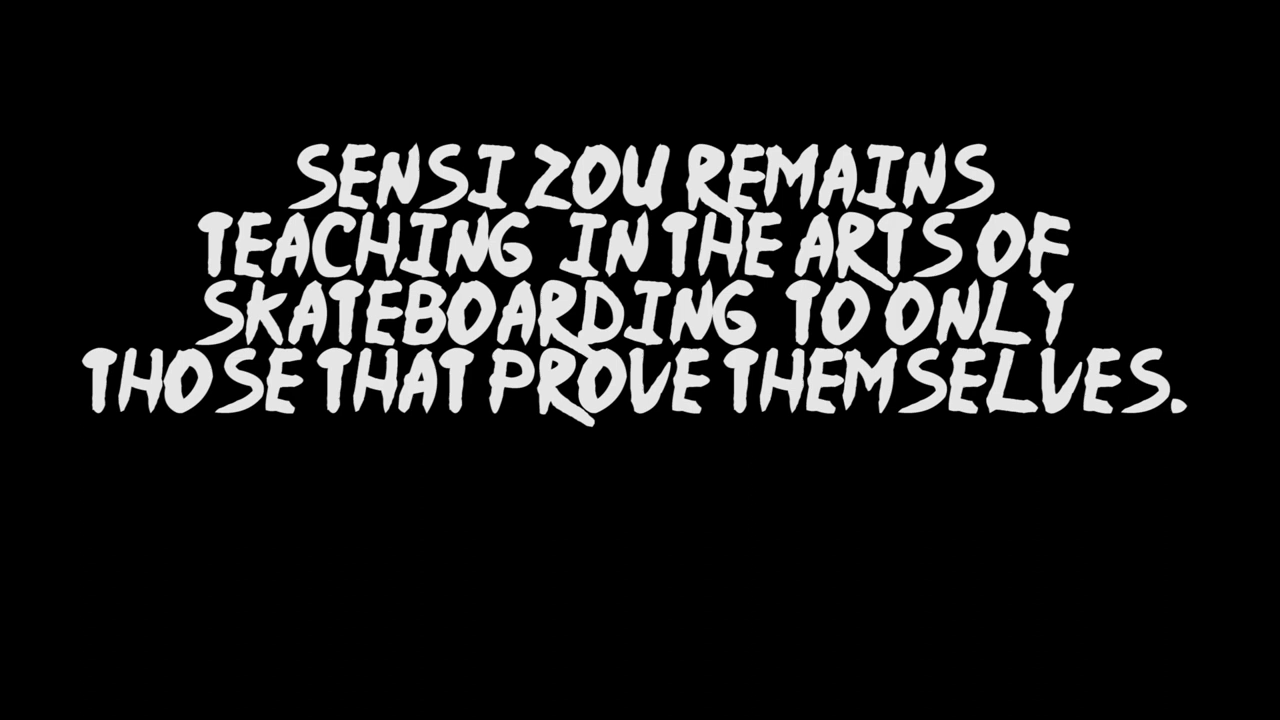 SENSI ZOU REMAINS
TEACHING IN THE ARTS OF
SKATEBOARDING TO ONLY
THOSE THAT PROVE THEMSELVES.